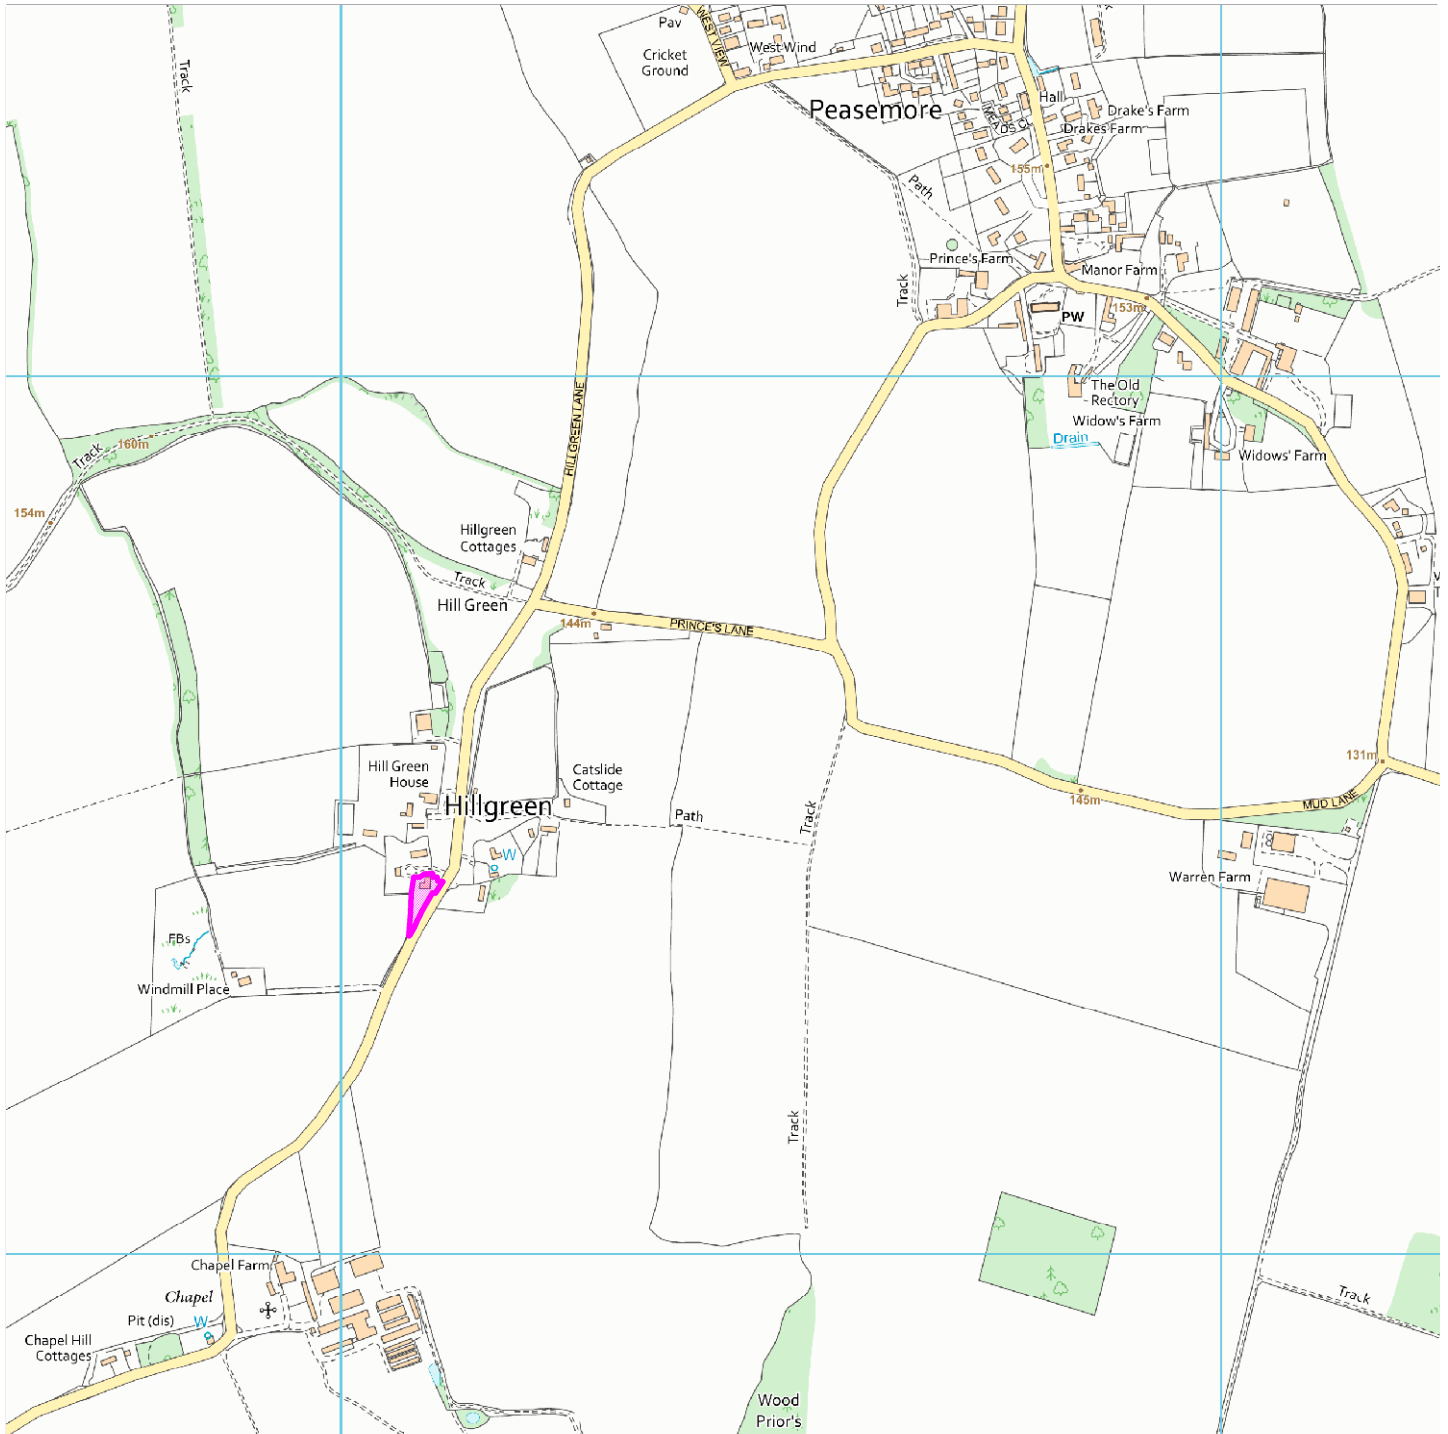 WEST VIEW
Pav
West Wind
Cricket
Ground
Track
Peasemore
Hall
MEADS
Drake's Farm
Drakes Farm
155m
Path
Prince's Farm
Manor Farm
Track
153m
PW
The Old
Rectory
HILLGREEN LANE
Widow's Farm
Drain
Widows' Farm
160m
Track
154m
Hillgreen
Cottages
Track
Hill Green
144m
PRINCE'S LANE
131m
Hill Green
House
Catslide
Cottage
145m
MUD LANE
Hillgreen
Path
Track
W
Warren Farm
FBs
Windmill Place
Track
Chapel Farm
Chapel
Pit (dis)
W
Track
Chapel Hill
Cottages
Wood
Prior's